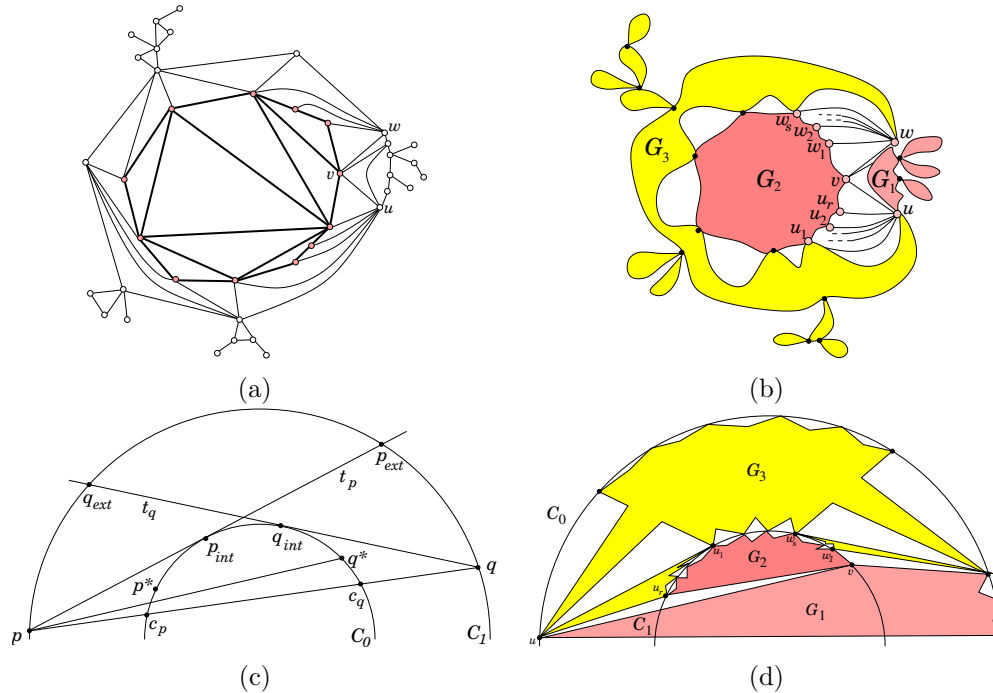 w
v
u
(a)
w_s
w_2
w_1
w
G_3
G_2
v
G_1
u_r
u_2
u_1
u
(b)
p_ext
t_p
q_ext
t_q
p_int
q_int
q*
p*
c_q
q
p
c_p
C_0
C_1
(c)
G_3
C_0
u_1
w_s
G_2
w_1
v
u_r
C_1
G_1
u
(d)